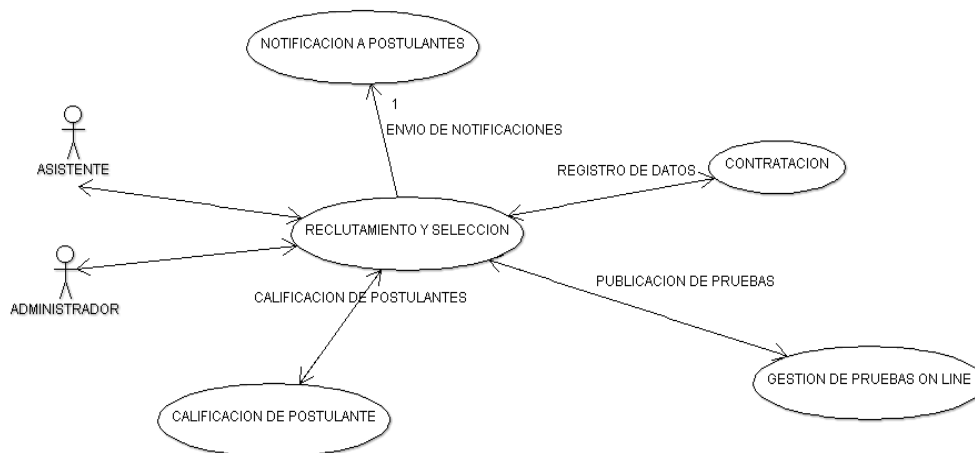 NOTIFICACION A POSTULANTES
1
ENVIO DE NOTIFICACIONES
ASISTENTE
REGISTRO DE DATOS
CONTRATACION
RECLUTAMIENTO Y SELECCION
ADMINISTRADOR
CALIFICACION DE POSTULANTES
PUBLICACION DE PRUEBAS
GESTION DE PRUEBAS ON LINE
CALIFICACION DE POSTULANTE